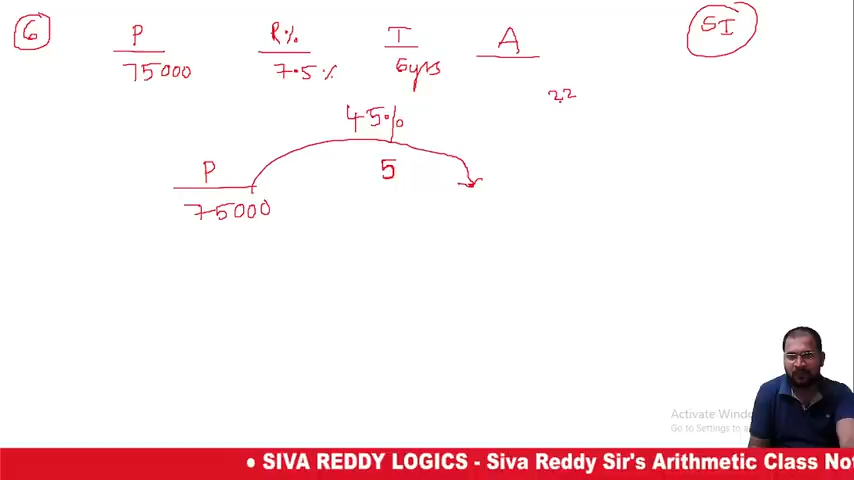 6 P R% T A SI
75000 7.5% 6yrs
22
45%
P 5
75000
Activate Windo
Go to Settings to a
• SIVA REDDY LOGICS - Siva Reddy Sir's Arithmetic Class Not